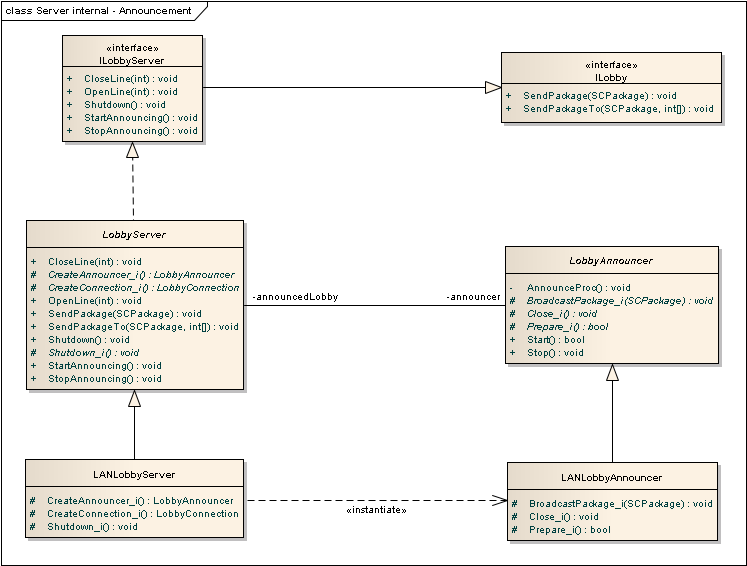 class Server internal - Announcement
«interface»
ILobbyServer
+ CloseLine(int) : void
+ OpenLine(int) : void
+ Shutdown() : void
+ StartAnnouncing() : void
+ StopAnnouncing() : void
«interface»
ILobby
+ SendPackage(SCPackage) : void
+ SendPackageTo(SCPackage, int[]) : void
LobbyServer
+ CloseLine(int) : void
# CreateAnnouncer_i() : LobbyAnnouncer
# CreateConnection_i() : LobbyConnection
+ OpenLine(int) : void
+ SendPackage(SCPackage) : void
+ SendPackageTo(SCPackage, int[]) : void
+ Shutdown() : void
# Shutdown_i() : void
+ StartAnnouncing() : void
+ StopAnnouncing() : void
-announcedLobby
-announcer
LobbyAnnouncer
- AnnounceProc() : void
# BroadcastPackage_i(SCPackage) : void
# Close_i() : void
# Prepare_i() : bool
+ Start() : bool
+ Stop() : void
LANLobbyServer
# CreateAnnouncer_i() : LobbyAnnouncer
# CreateConnection_i() : LobbyConnection
# Shutdown_i() : void
«instantiate»
LANLobbyAnnouncer
# BroadcastPackage_i(SCPackage) : void
# Close_i() : void
# Prepare_i() : bool